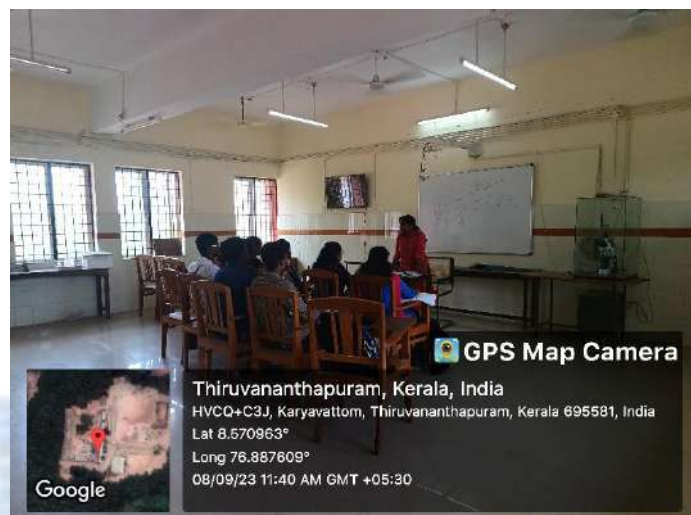 GPS Map Camera
Thiruvananthapuram, Kerala, India
HVCQ+C3J, Karyavattom, Thiruvananthapuram, Kerala 695581, India
Lat 8.570963°
Long 76.887609°
08/09/23 11:40 AM GMT +05:30
Google